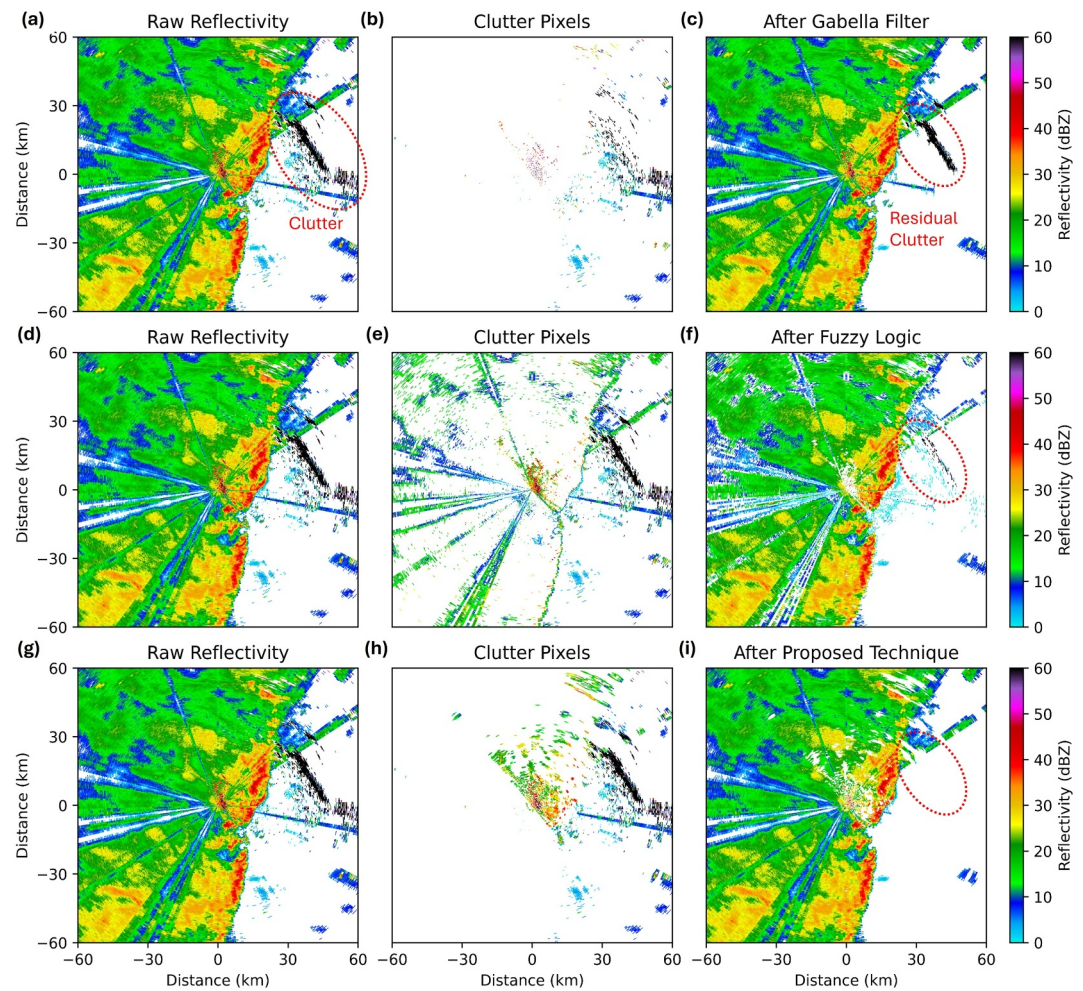 (a) Raw Reflectivity (b) Clutter Pixels (c) After Gabella Filter
60 60
30 50
0 40
−30 30
−60 20
10
0
Distance (km)
Clutter
Residual
Clutter
Reflectivity (dBZ)
(d) Raw Reflectivity (e) Clutter Pixels (f) After Fuzzy Logic
60 60
30 50
0 40
−30 30
−60 20
10
0
Distance (km)
Reflectivity (dBZ)
(g) Raw Reflectivity (h) Clutter Pixels (i) After Proposed Technique
60 60
30 50
0 40
−30 30
−60 20
10
0
Distance (km)
Reflectivity (dBZ)
−60 −30 0 30 60 −60 −30 0 30 60 −60 −30 0 30 60
Distance (km) Distance (km) Distance (km)